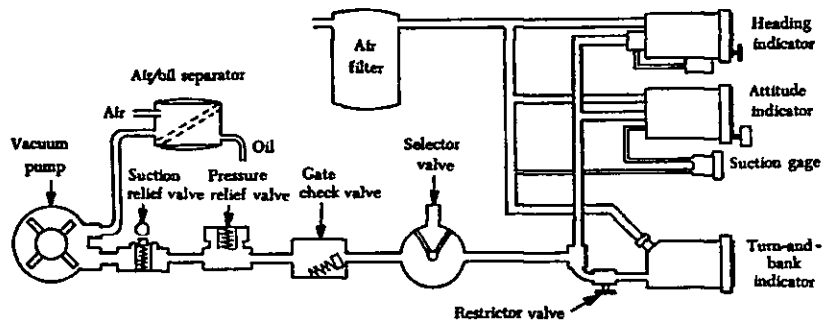 Air
filter
Heading
indicator
Air/oil separator
Air
Oil
Attitude
indicator
Vacuum
pump
Suction
relief valve
Pressure
relief valve
Gate
check valve
Selector
valve
Suction gage
Turn-and-
bank
indicator
Restrictor valve